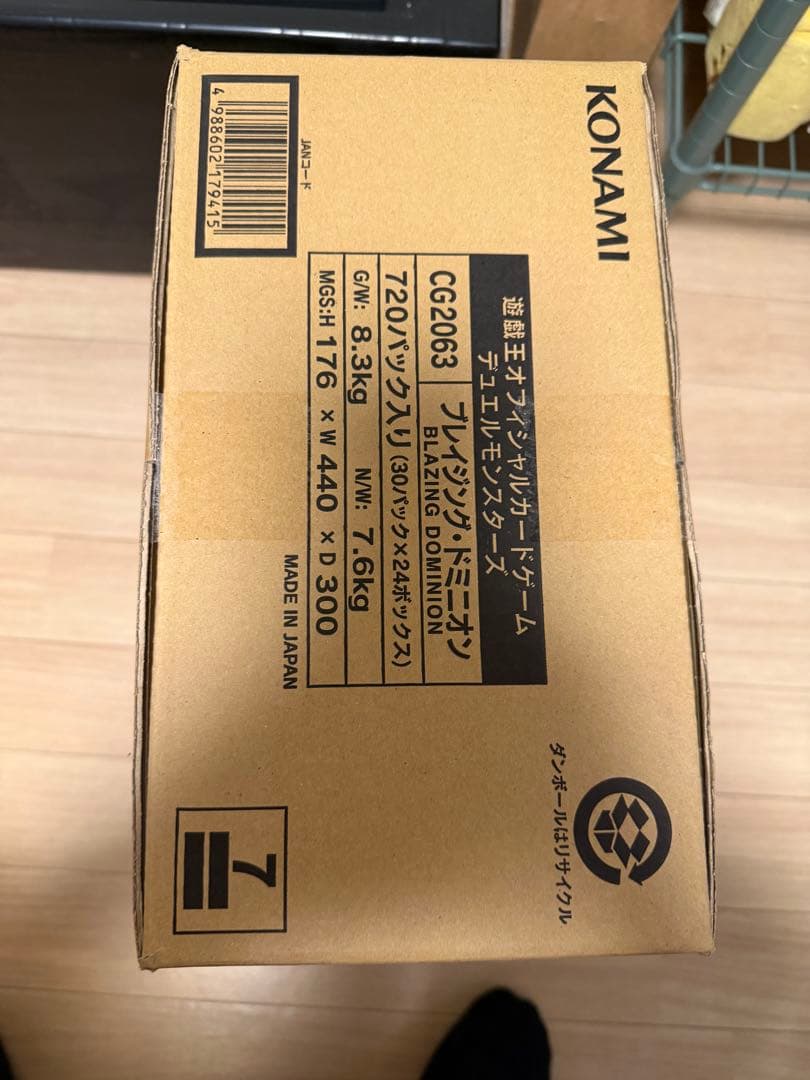 KONAMI
遊戯王オフィシャルカードゲーム
デュエルモンスターズ
CG2063
ブレイジング・ドミニオン
BLAZING DOMINION
720パック入り(30パック×24ボックス)
G/W: 8.3kg N/W: 7.6kg
MGS:H 176 × W 440 × D 300
MADE IN JAPAN
JANコード
4 988602 179415
ダンボールはリサイクル
7